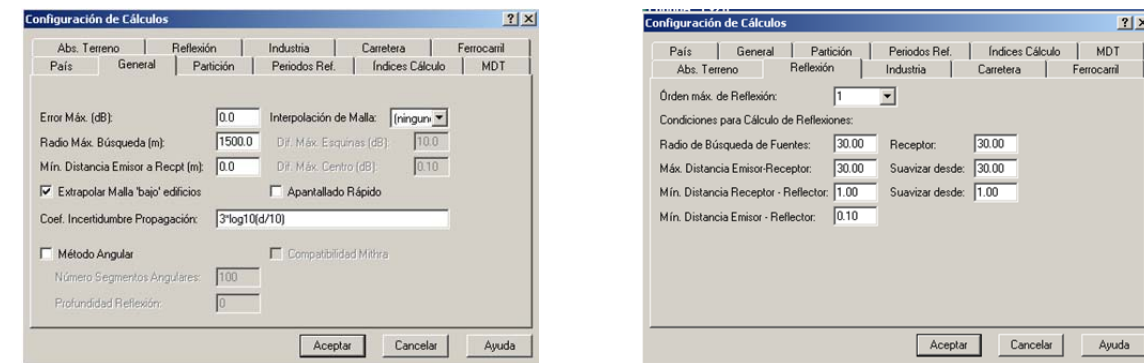 Configuración de Cálculos
Abs. Terreno Reflexión Industria Carretera Ferrocarril
País General Partición Periodos Ref. Índices Cálculo MDT
Error Máx. (dB): 0.0 Interpolación de Malla: (ningun
Radio Máx. Búsqueda (m): 1500.0 Dif. Máx. Esquinas (dB): 10.0
Mín. Distancia Emisor a Recpt (m): 0.0 Dif. Máx. Centro (dB): 0.10
Extrapolar Malla 'bajo' edificios Apantallado Rápido
Coef. Incertidumbre Propagación: 3*log10(d/10)
Método Angular Compatibilidad Mithra
Número Segmentos Angulares: 100
Profundidad Reflexión: 0
Aceptar Cancelar Ayuda
Configuración de Cálculos
País General Partición Periodos Ref. Índices Cálculo MDT
Abs. Terreno Reflexión Industria Carretera Ferrocarril
Órden máx. de Reflexión: 1
Condiciones para Cálculo de Reflexiones:
Radio de Búsqueda de Fuentes: 30.00 Receptor: 30.00
Máx. Distancia Emisor-Receptor: 30.00 Suavizar desde: 30.00
Mín. Distancia Receptor - Reflector: 1.00 Suavizar desde: 1.00
Mín. Distancia Emisor - Reflector: 0.10
Aceptar Cancelar Ayuda